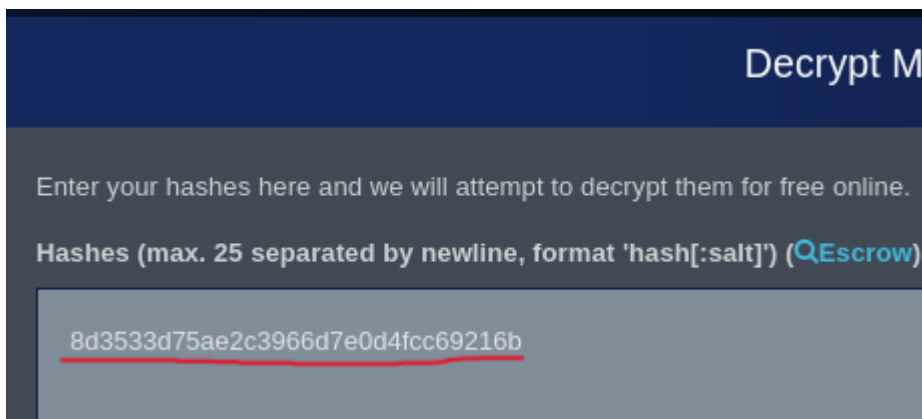 Decrypt M
Enter your hashes here and we will attempt to decrypt them for free online.
Hashes (max. 25 separated by newline, format 'hash[:salt]') (Escrow)
8d3533d75ae2c3966d7e0d4fcc69216b